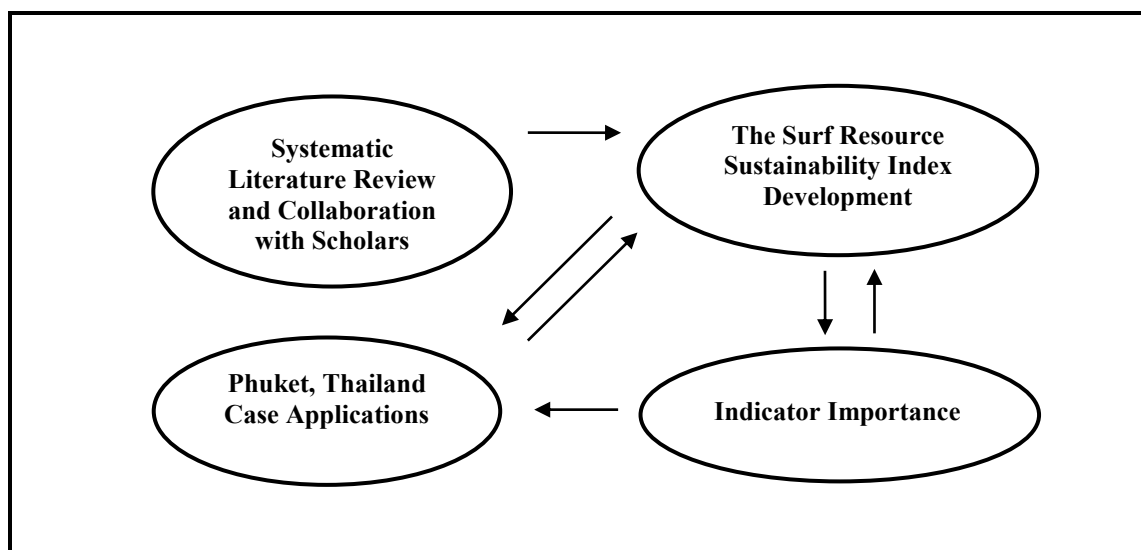 Systematic
Literature Review
and Collaboration
with Scholars
The Surf Resource
Sustainability Index
Development
Phuket, Thailand
Case Applications
Indicator Importance